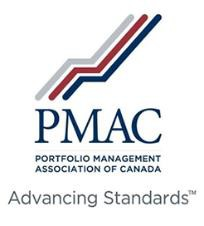 PMAC
PORTFOLIO MANAGEMENT
ASSOCIATION OF CANADA
Advancing Standards™